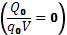 (Q₀/q₀V = 0)